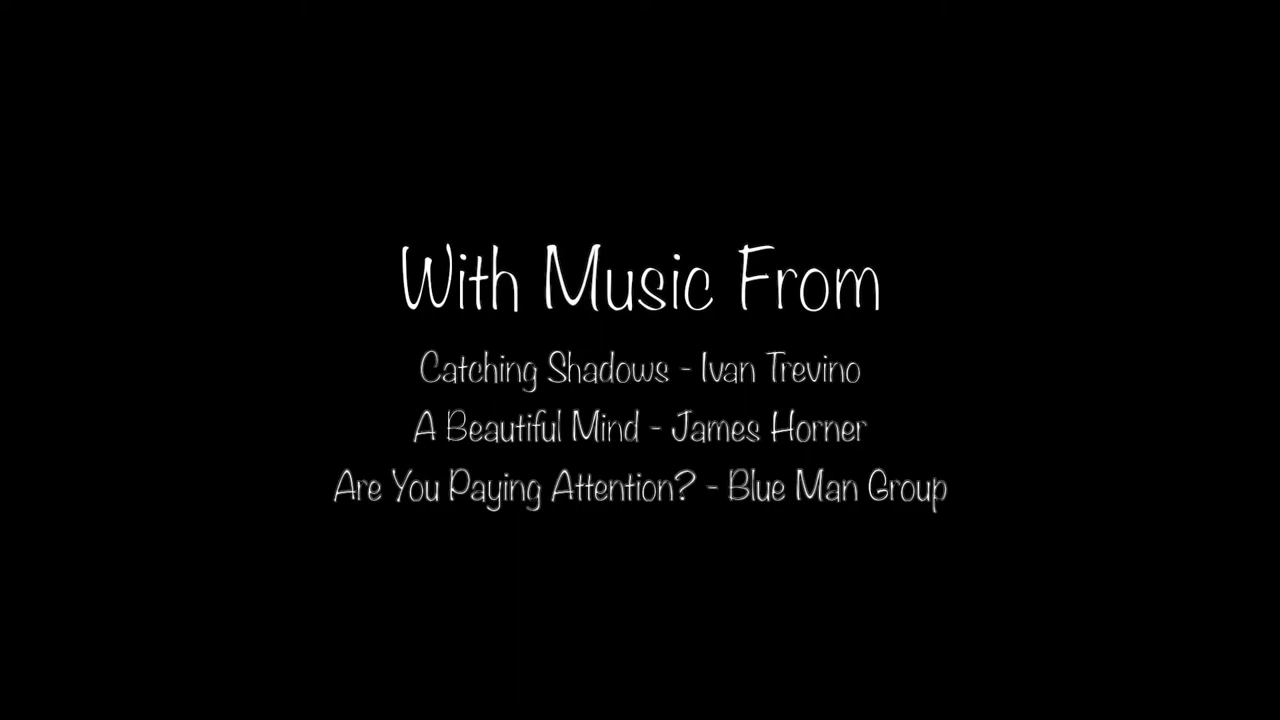 With Music From
Catching Shadows - Ivan Trevino
A Beautiful Mind - James Horner
Are You Paying Attention? - Blue Man Group